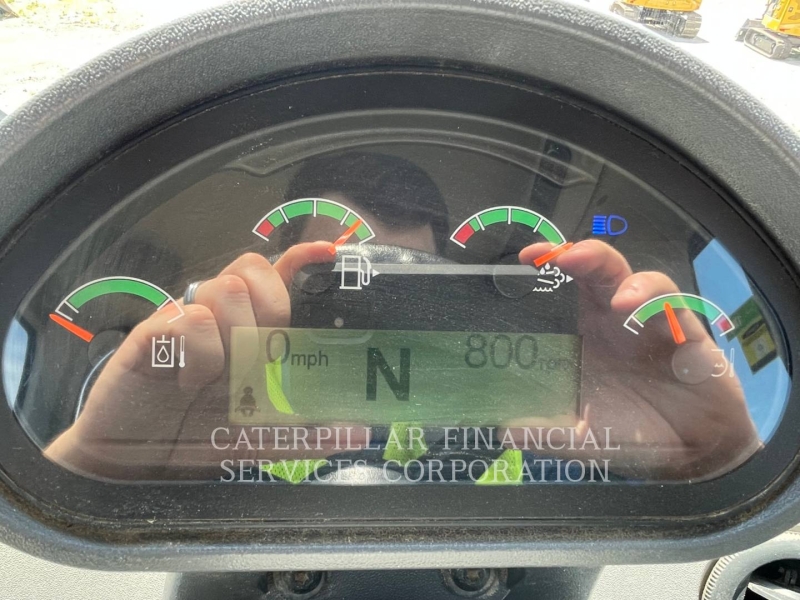 0mph N 800rpm
CATERPILLAR FINANCIAL
SERVICES CORPORATION